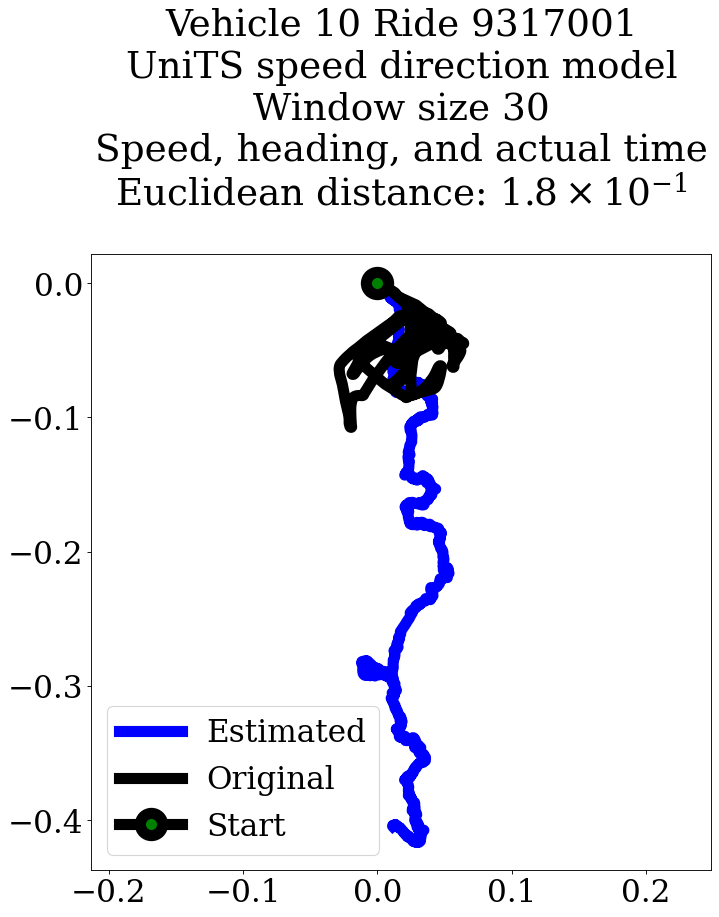 Vehicle 10 Ride 9317001
UniTS speed direction model
Window size 30
Speed, heading, and actual time
Euclidean distance: 1.8 × 10⁻¹
0.0
−0.1
−0.2
−0.3
−0.4
Estimated
Original
Start
−0.2 −0.1 0.0 0.1 0.2